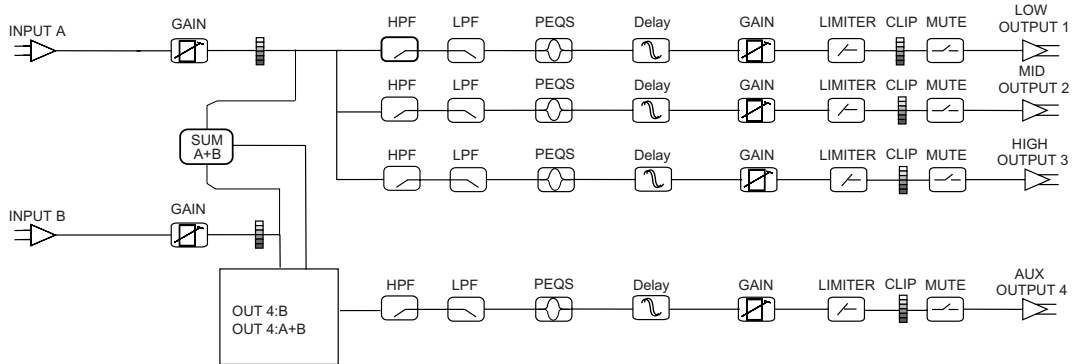 INPUT A
GAIN
HPF
LPF
PEQS
Delay
GAIN
LIMITER
CLIP
MUTE
LOW
OUTPUT 1
HPF
LPF
PEQS
Delay
GAIN
LIMITER
CLIP
MUTE
MID
OUTPUT 2
SUM
A+B
HPF
LPF
PEQS
Delay
GAIN
LIMITER
CLIP
MUTE
HIGH
OUTPUT 3
INPUT B
GAIN
OUT 4:B
OUT 4:A+B
HPF
LPF
PEQS
Delay
GAIN
LIMITER
CLIP
MUTE
AUX
OUTPUT 4